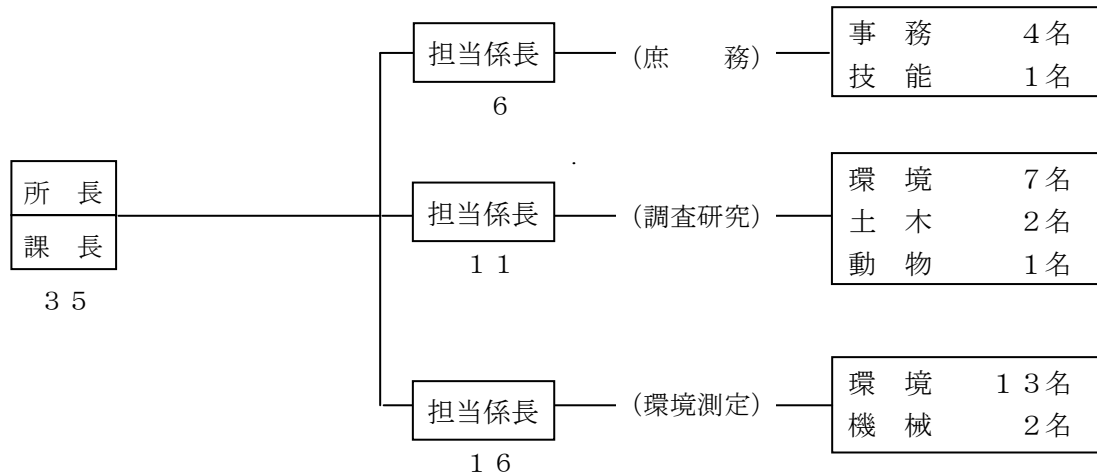 担当係長
(庶　　務)
事　務　　４名
技　能　　１名
６
所　長
課　長
３５
担当係長
(調査研究)
環　境　　７名
土　木　　２名
動　物　　１名
１１
担当係長
(環境測定)
環　境　１３名
機　械　　２名
１６